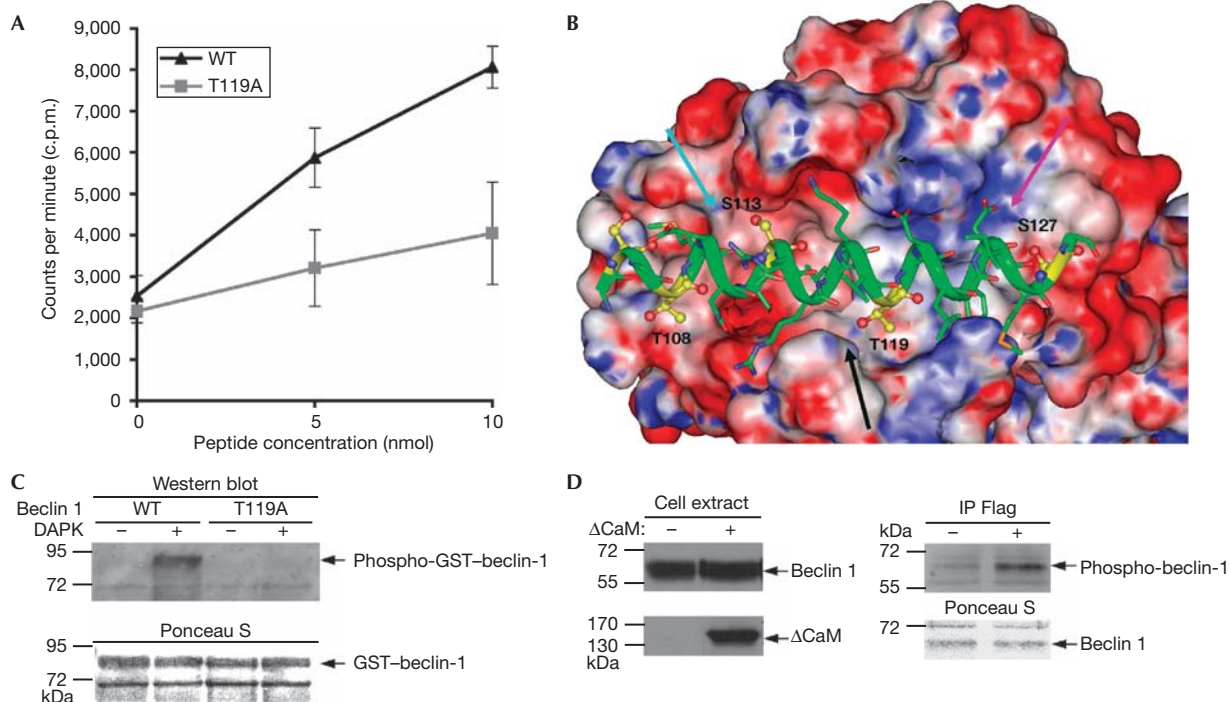 A
9,000
8,000
7,000
6,000
5,000
4,000
3,000
2,000
1,000
0
Counts per minute (c.p.m.)
WT
T119A
0 5 10
Peptide concentration (nmol)
B
S113
S127
T108
T119
C
Western blot
Beclin 1 WT T119A
DAPK – + – +
95
72
Phospho-GST–beclin-1
Ponceau S
95
72
kDa
GST–beclin-1
D
Cell extract
ΔCaM: – +
72
55
Beclin 1
170
130
kDa
ΔCaM
IP Flag
kDa – +
72
55
Phospho-beclin-1
Ponceau S
72
Beclin 1